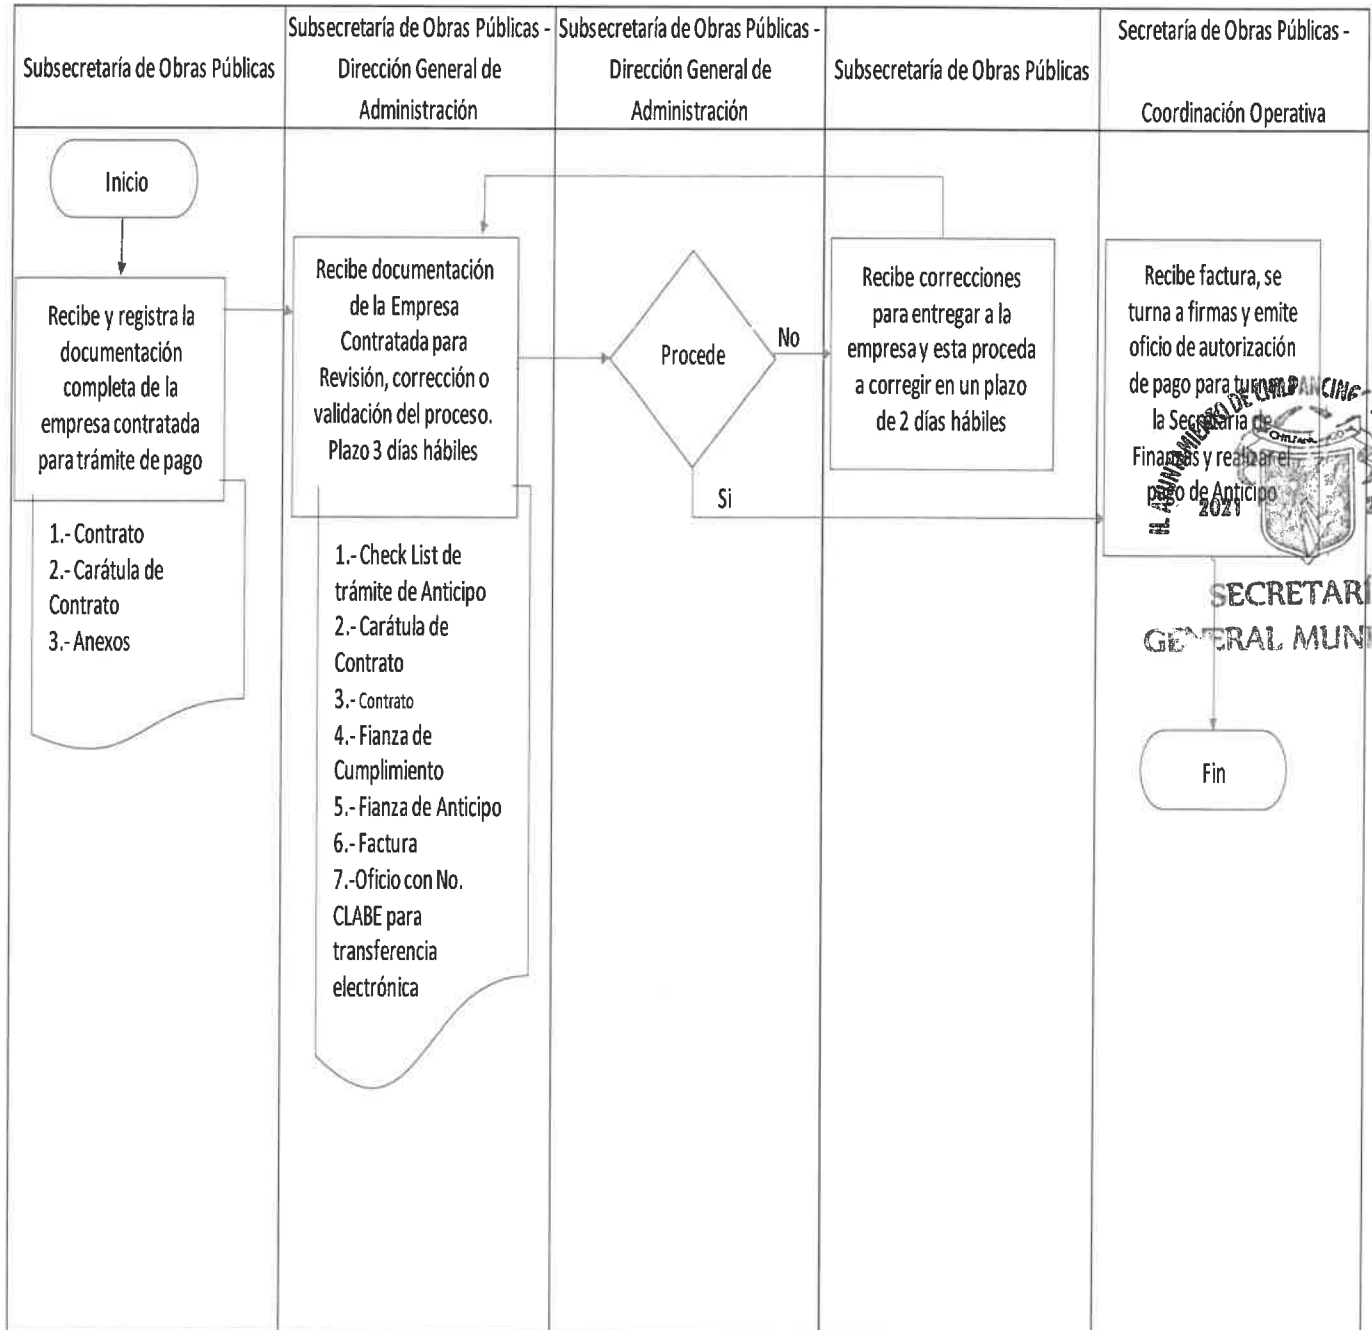 Subsecretaría de Obras Públicas
Subsecretaría de Obras Públicas -
Dirección General de
Administración
Subsecretaría de Obras Públicas -
Dirección General de
Administración
Subsecretaría de Obras Públicas
Secretaría de Obras Públicas -
Coordinación Operativa
Inicio
Recibe y registra la
documentación
completa de la
empresa contratada
para trámite de pago
1.- Contrato
2.- Carátula de
Contrato
3.- Anexos
Recibe documentación
de la Empresa
Contratada para
Revisión, corrección o
validación del proceso.
Plazo 3 días hábiles
1.- Check List de
trámite de Anticipo
2.- Carátula de
Contrato
3.- Contrato
4.- Fianza de
Cumplimiento
5.- Fianza de Anticipo
6.- Factura
7.-Oficio con No.
CLABE para
transferencia
electrónica
Procede
No
Si
Recibe correcciones
para entregar a la
empresa y esta proceda
a corregir en un plazo
de 2 días hábiles
Recibe factura, se
turna a firmas y emite
oficio de autorización
de pago para turnar a
la Secretaría de
Finanzas y realizar el
pago de Anticipo
H. AYUNTAMIENTO DE CHILPANCING
2021
SECRETARÍ
GENERAL MUNI
Fin